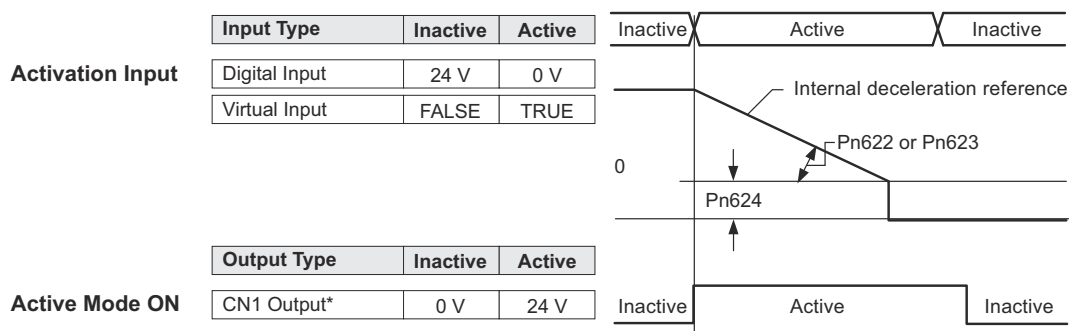 Input Type Inactive Active
Inactive Active Inactive
Activation Input
Digital Input 24 V 0 V
Virtual Input FALSE TRUE
Internal deceleration reference
Pn622 or Pn623
0
Pn624
Output Type Inactive Active
Active Mode ON
CN1 Output* 0 V 24 V
Inactive Active Inactive